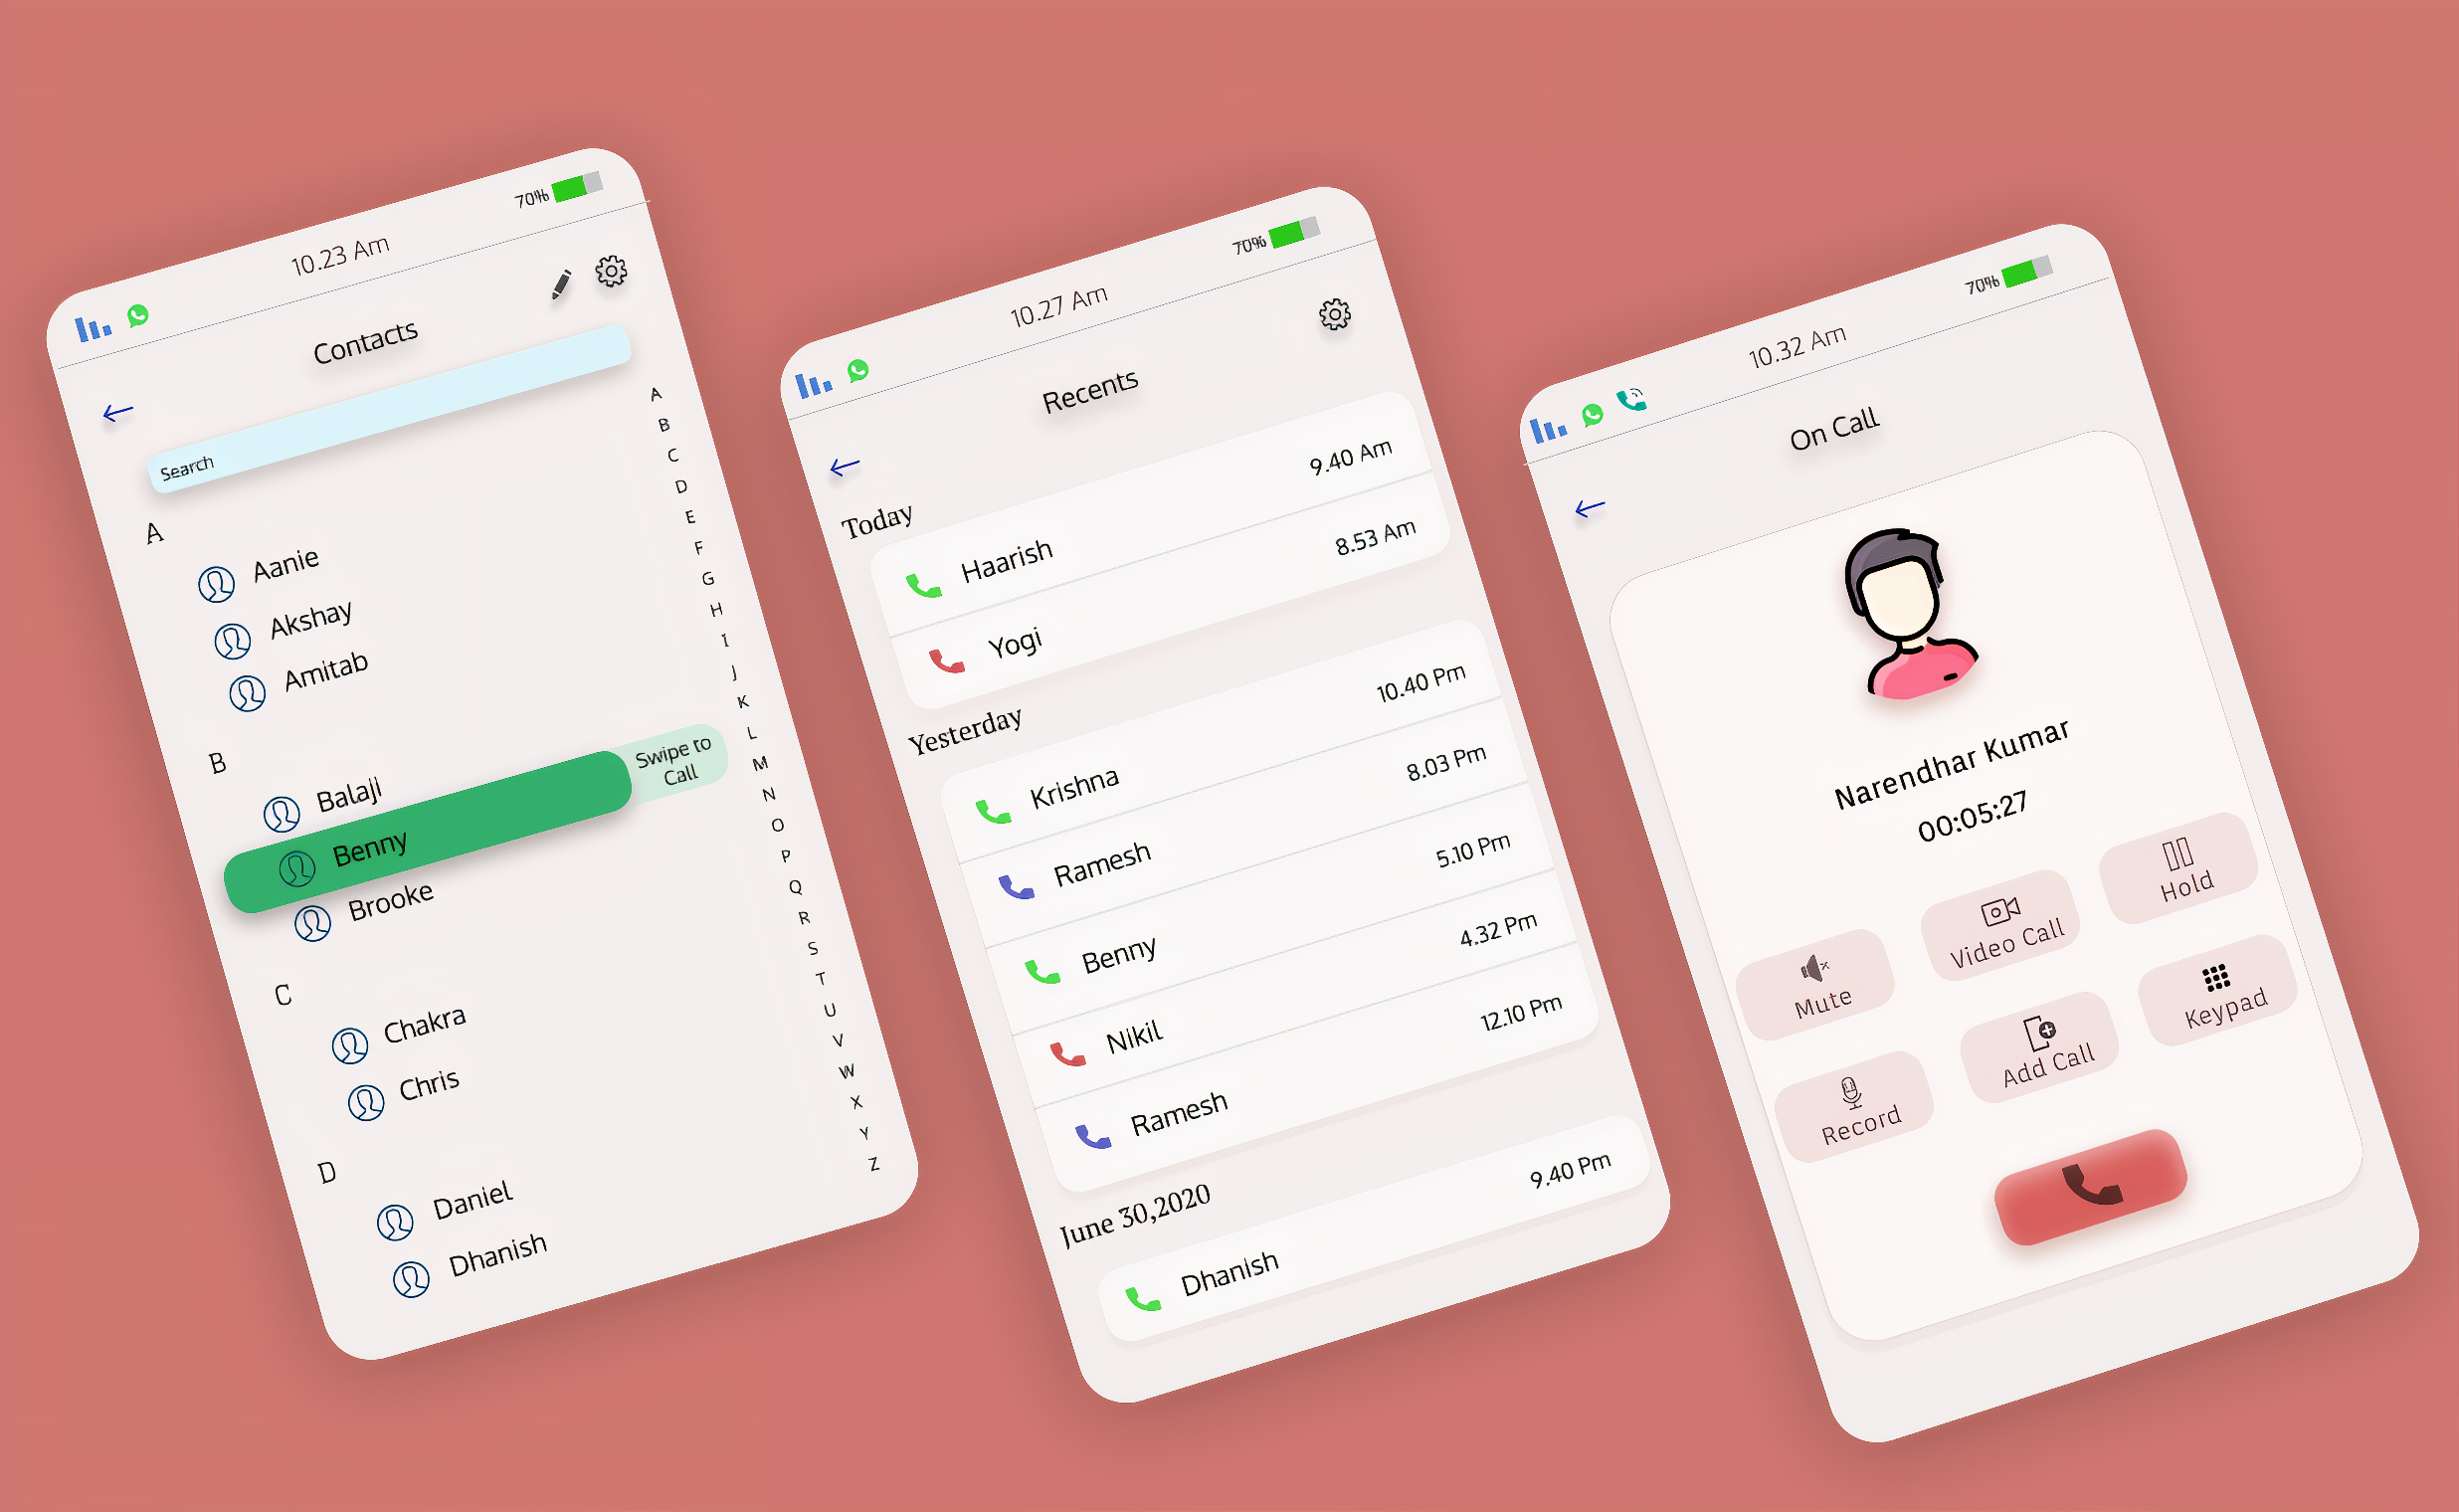 10.23 Am
70%
Contacts
Search
A
Aanie
Akshay
Amitab
B
Balaji
Benny
Swipe to
Call
Brooke
C
Chakra
Chris
D
Daniel
Dhanish
A
B
C
D
E
F
G
H
I
J
K
L
M
N
O
P
Q
R
S
T
U
V
W
X
Y
Z
10.27 Am
70%
Recents
Today
Haarish 9.40 Am
Yogi 8.53 Am
Yesterday
Krishna 10.40 Pm
Ramesh 8.03 Pm
Benny 5.10 Pm
Nikil 4.32 Pm
Ramesh 12.10 Pm
June 30,2020
Dhanish 9.40 Pm
10.32 Am
70%
On Call
Narendhar Kumar
00:05:27
Mute
Video Call
Hold
Record
Add Call
Keypad